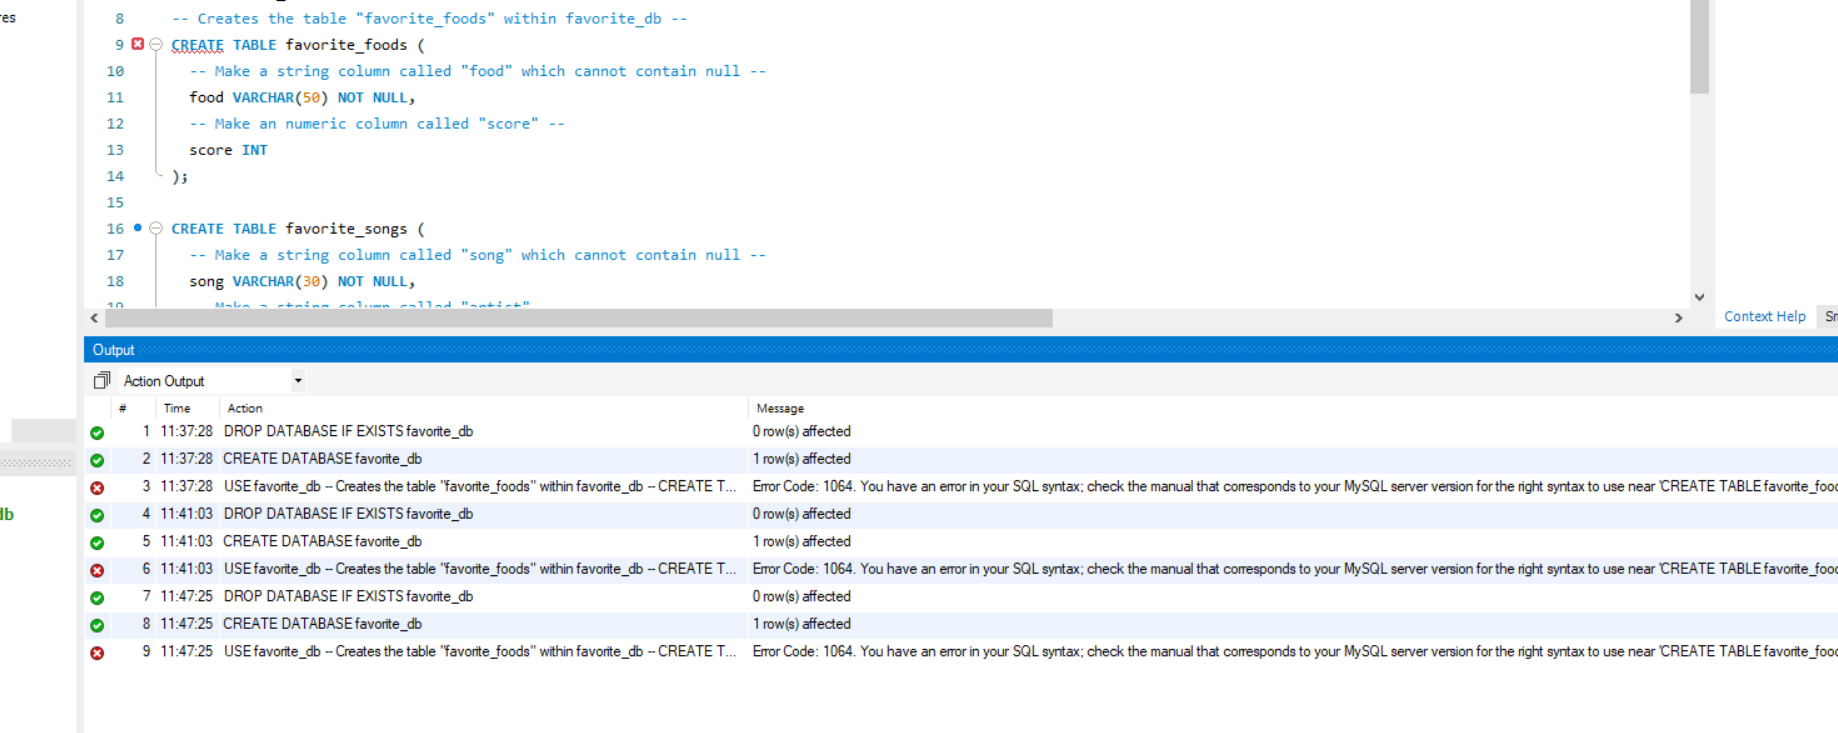 8 -- Creates the table "favorite_foods" within favorite_db --
9 CREATE TABLE favorite_foods (
10 -- Make a string column called "food" which cannot contain null --
11 food VARCHAR(50) NOT NULL,
12 -- Make an numeric column called "score" --
13 score INT
14 );
15
16 CREATE TABLE favorite_songs (
17 -- Make a string column called "song" which cannot contain null --
18 song VARCHAR(30) NOT NULL,
19 Make a string column called "artist"
Context Help
Output
Action Output
# Time Action Message
1 11:37:28 DROP DATABASE IF EXISTS favorite_db 0 row(s) affected
2 11:37:28 CREATE DATABASE favorite_db 1 row(s) affected
3 11:37:28 USE favorite_db -- Creates the table "favorite_foods" within favorite_db -- CREATE T... Error Code: 1064. You have an error in your SQL syntax; check the manual that corresponds to your MySQL server version for the right syntax to use near 'CREATE TABLE favorite_foo
4 11:41:03 DROP DATABASE IF EXISTS favorite_db 0 row(s) affected
5 11:41:03 CREATE DATABASE favorite_db 1 row(s) affected
6 11:41:03 USE favorite_db -- Creates the table "favorite_foods" within favorite_db -- CREATE T... Error Code: 1064. You have an error in your SQL syntax; check the manual that corresponds to your MySQL server version for the right syntax to use near 'CREATE TABLE favorite_foo
7 11:47:25 DROP DATABASE IF EXISTS favorite_db 0 row(s) affected
8 11:47:25 CREATE DATABASE favorite_db 1 row(s) affected
9 11:47:25 USE favorite_db -- Creates the table "favorite_foods" within favorite_db -- CREATE T... Error Code: 1064. You have an error in your SQL syntax; check the manual that corresponds to your MySQL server version for the right syntax to use near 'CREATE TABLE favorite_foo